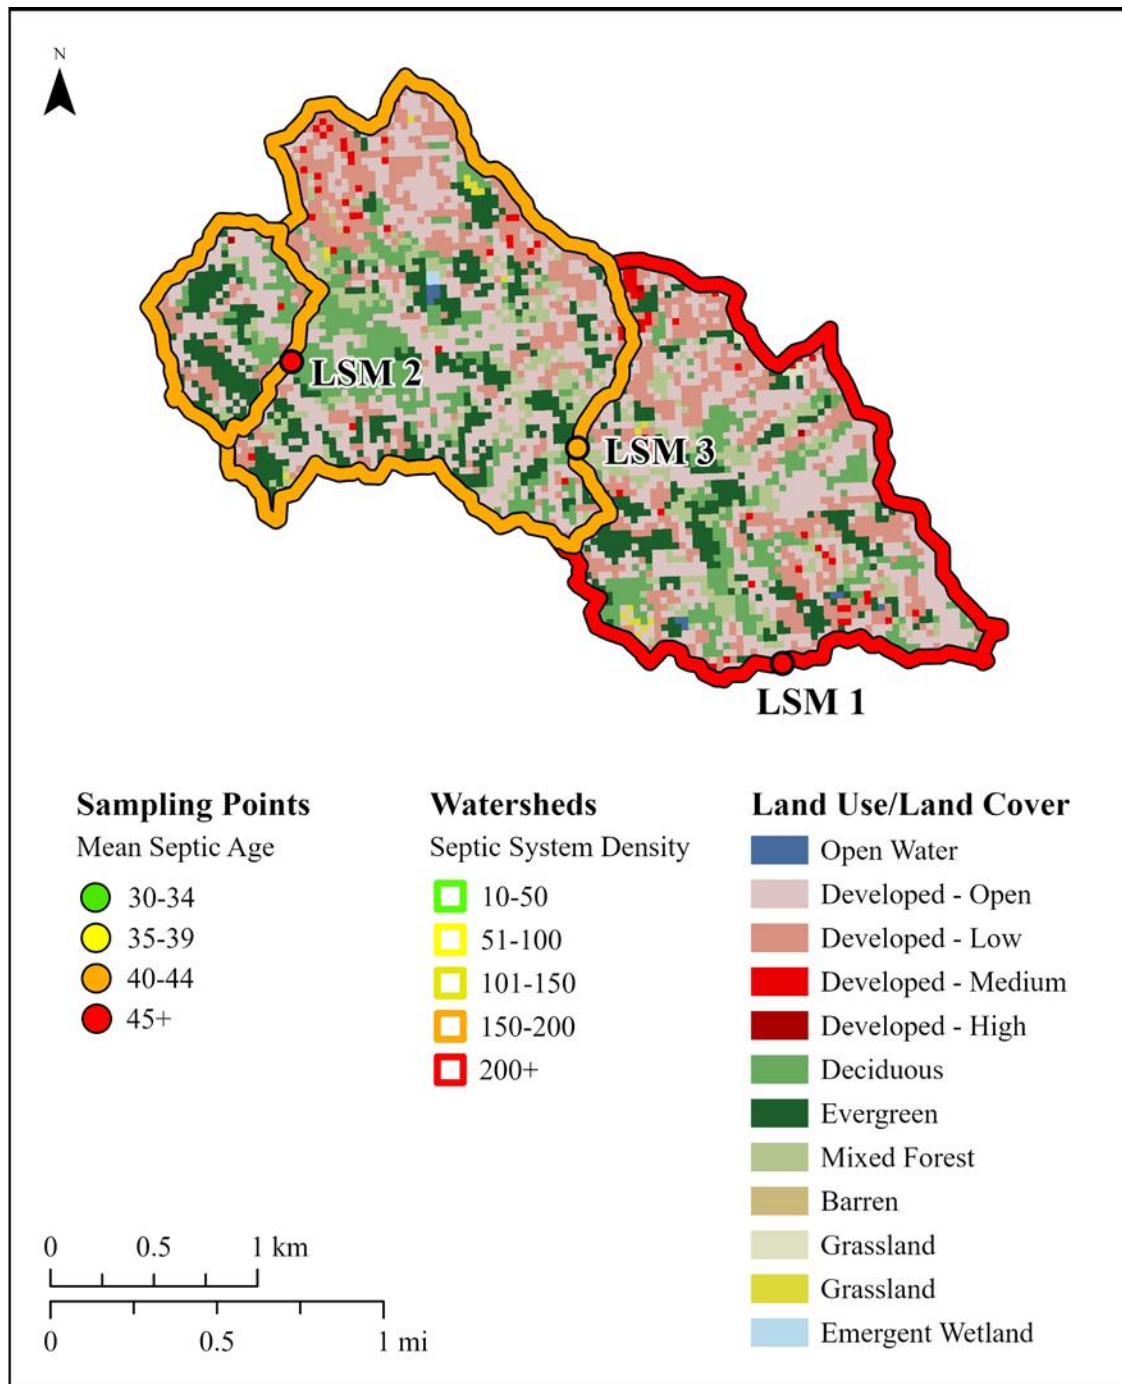 N
LSM 2
LSM 3
LSM 1
Sampling Points
Mean Septic Age
30-34
35-39
40-44
45+
Watersheds
Septic System Density
10-50
51-100
101-150
150-200
200+
Land Use/Land Cover
Open Water
Developed - Open
Developed - Low
Developed - Medium
Developed - High
Deciduous
Evergreen
Mixed Forest
Barren
Grassland
Grassland
Emergent Wetland
0 0.5 1 km
0 0.5 1 mi